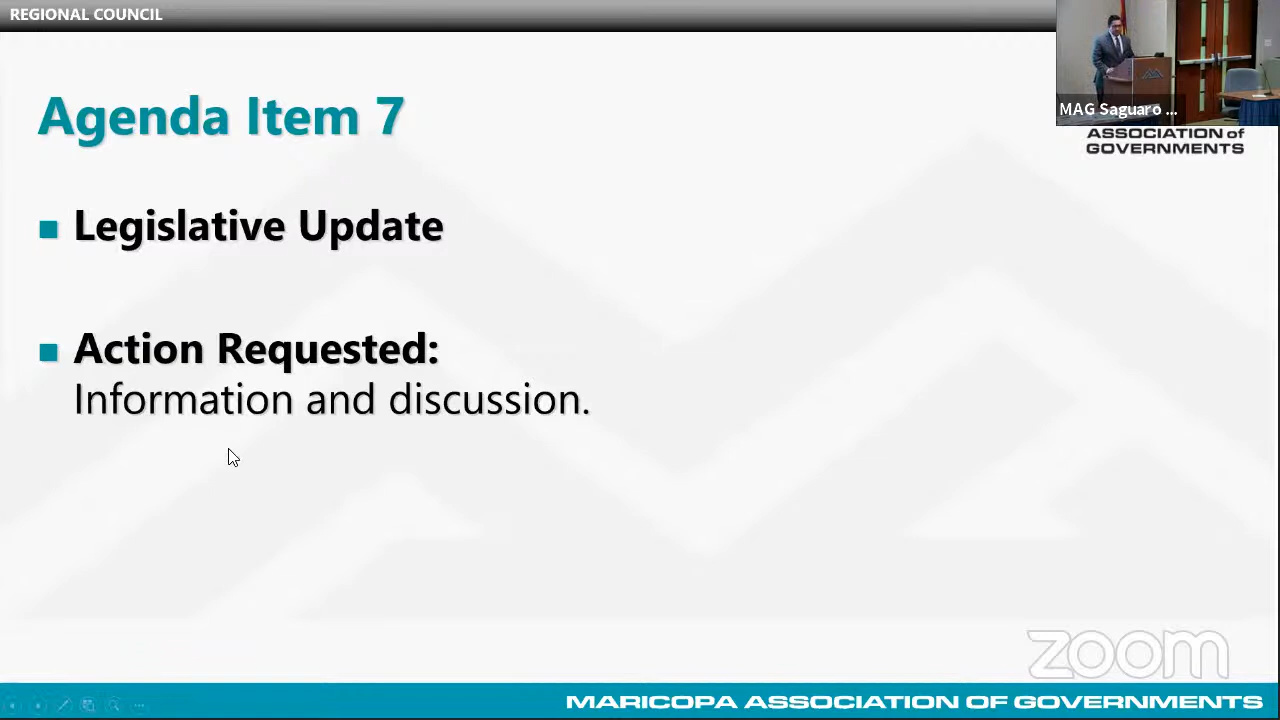 REGIONAL COUNCIL
MAG Saguaro ...
ASSOCIATION of
GOVERNMENTS
Agenda Item 7
Legislative Update
Action Requested:
Information and discussion.
zoom
MARICOPA ASSOCIATION OF GOVERNMENTS